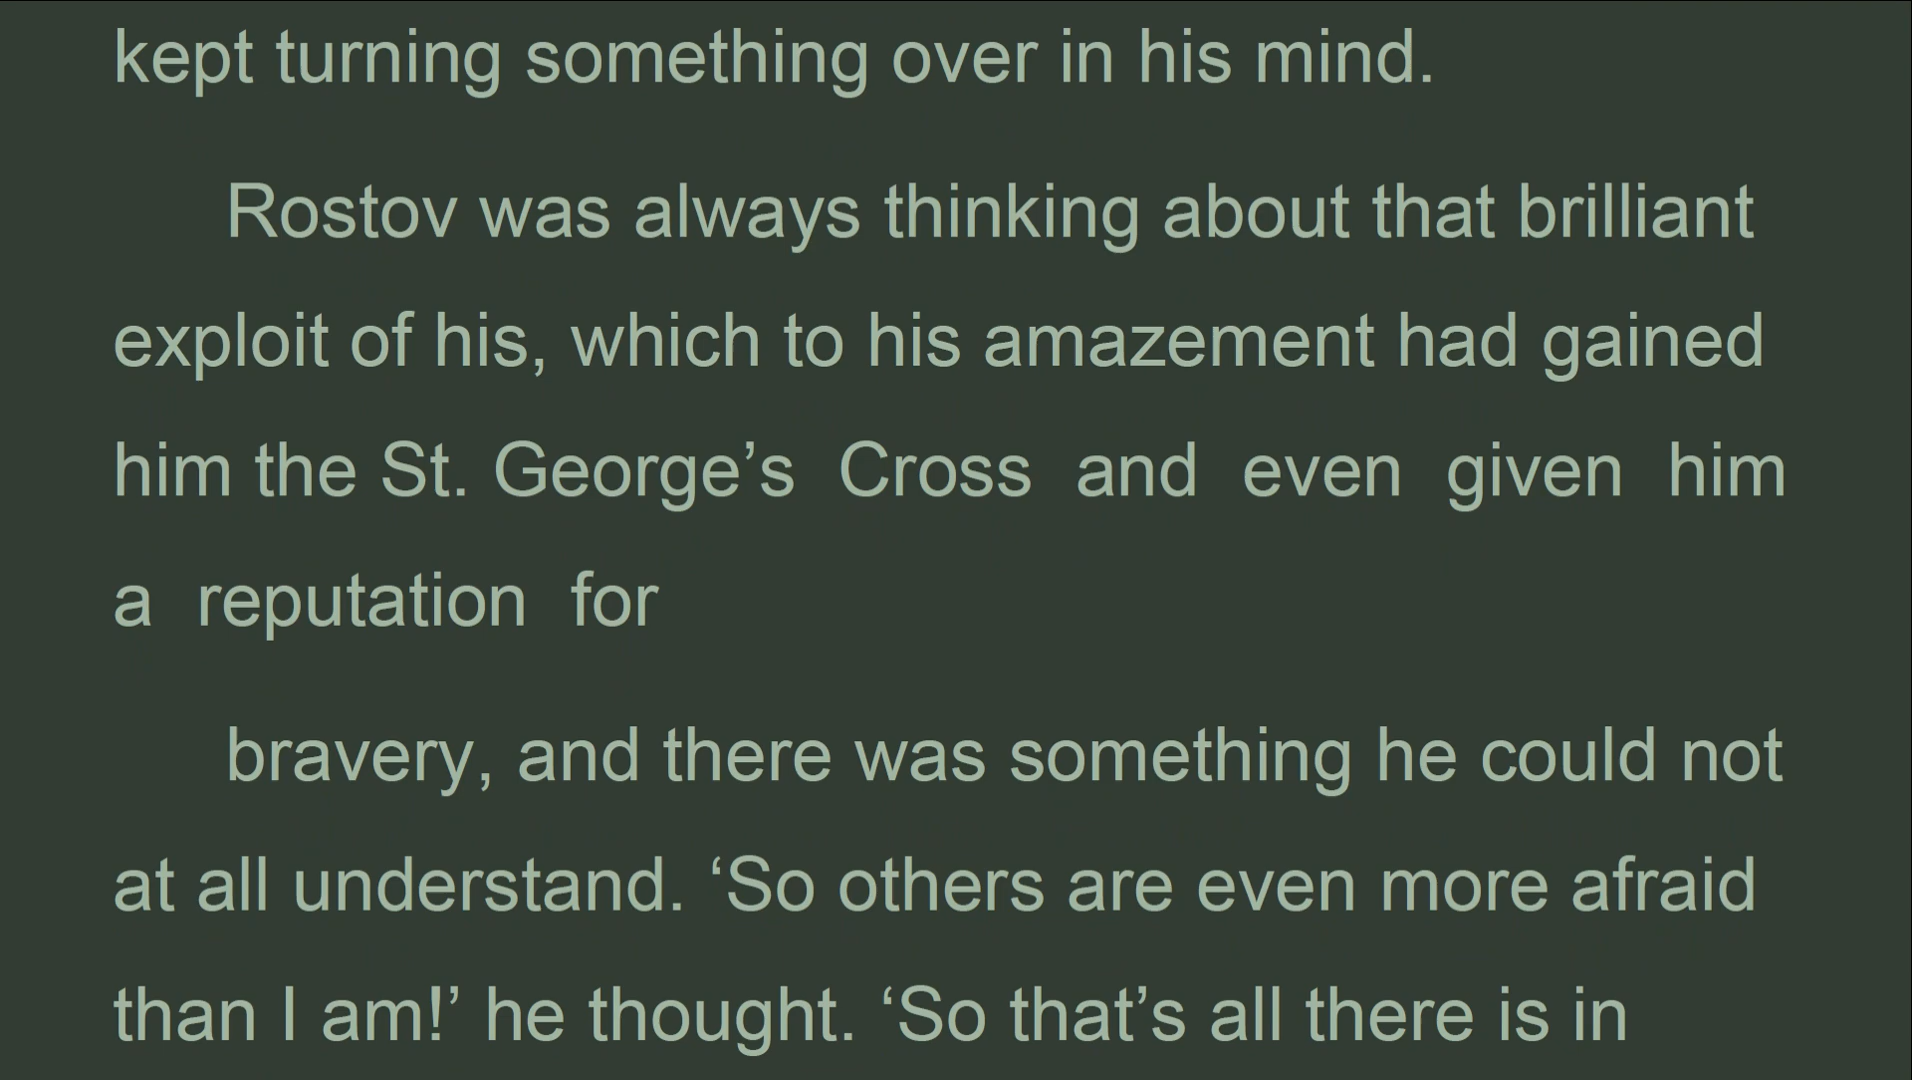 kept turning something over in his mind.
Rostov was always thinking about that brilliant
exploit of his, which to his amazement had gained
him the St. George’s Cross and even given him
a reputation for
bravery, and there was something he could not
at all understand. ‘So others are even more afraid
than I am!’ he thought. ‘So that’s all there is in